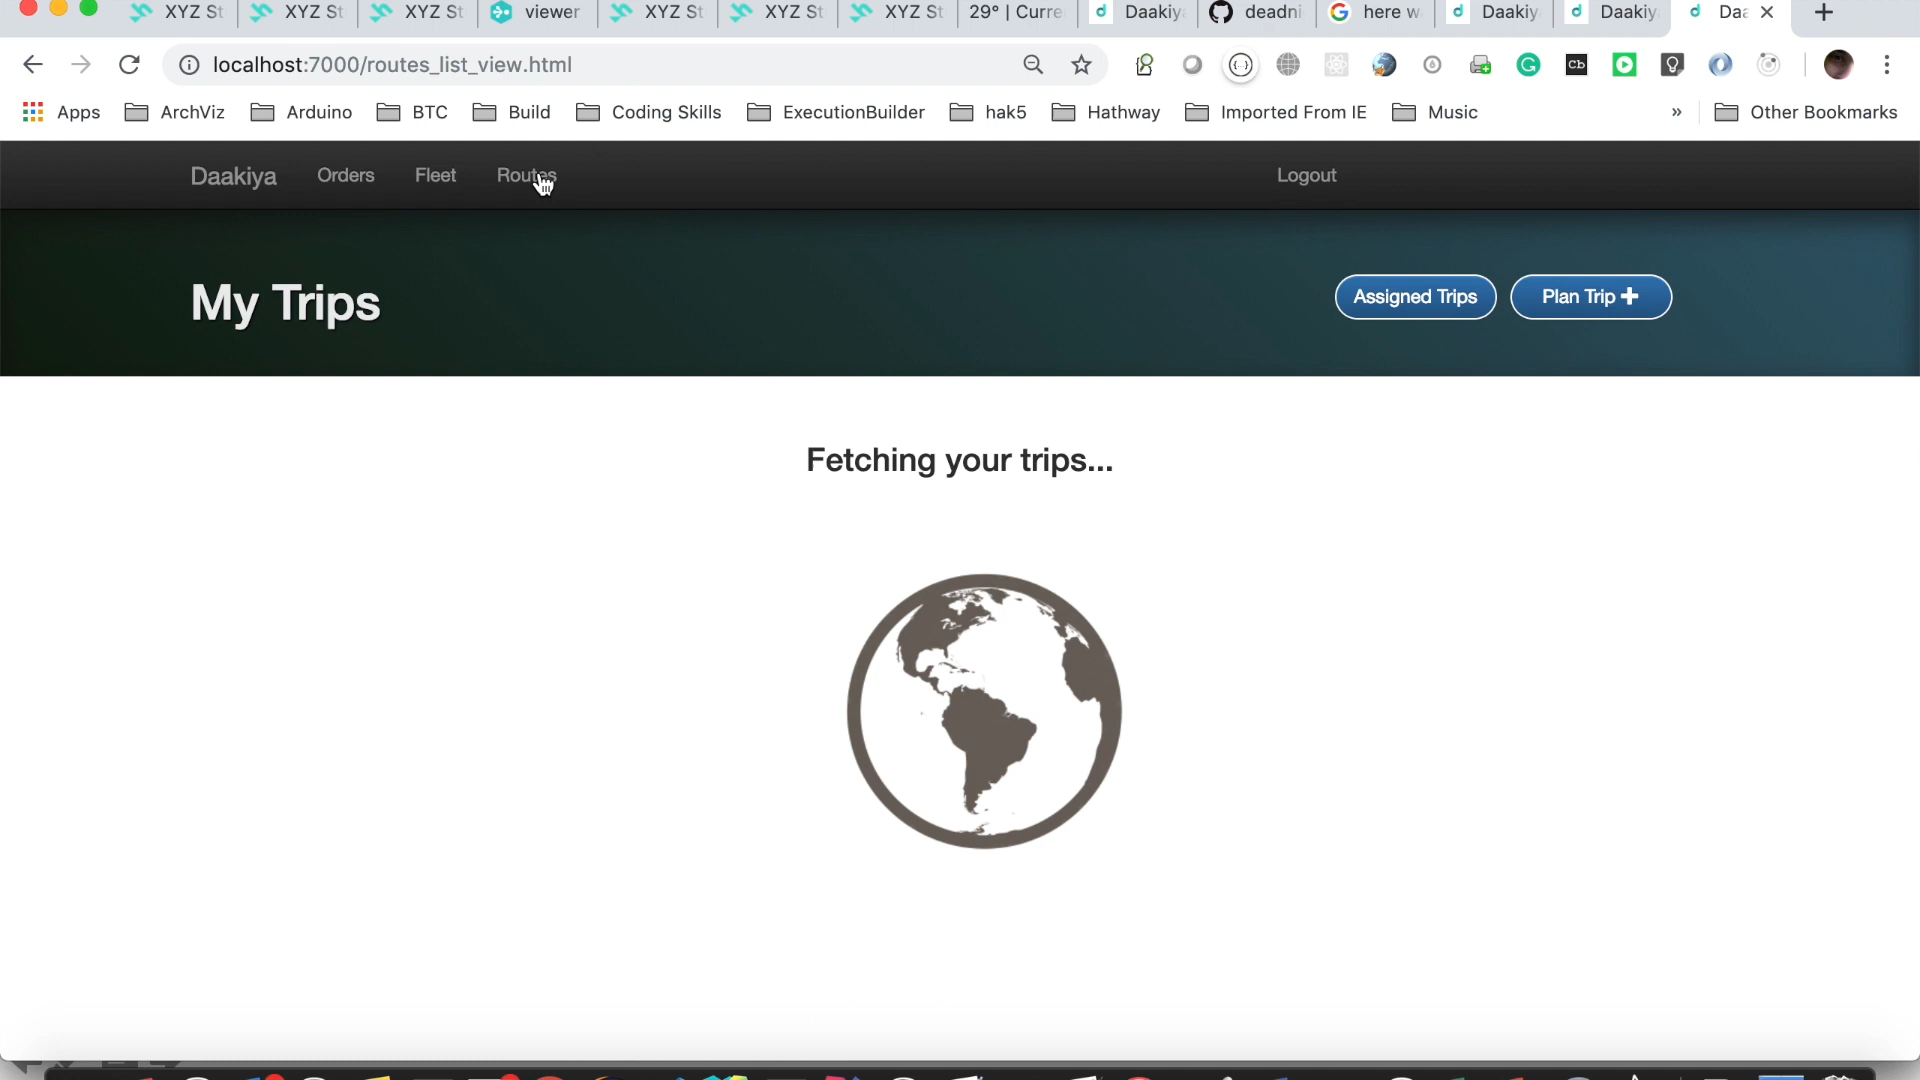 XYZ St XYZ St XYZ St viewer XYZ St XYZ St XYZ St 29° | Curre Daakiy deadni here w Daakiy Daakiy Daa
localhost:7000/routes_list_view.html
Apps ArchViz Arduino BTC Build Coding Skills ExecutionBuilder hak5 Hathway Imported From IE Music » Other Bookmarks
Daakiya Orders Fleet Routes Logout
My Trips Assigned Trips Plan Trip
Fetching your trips...